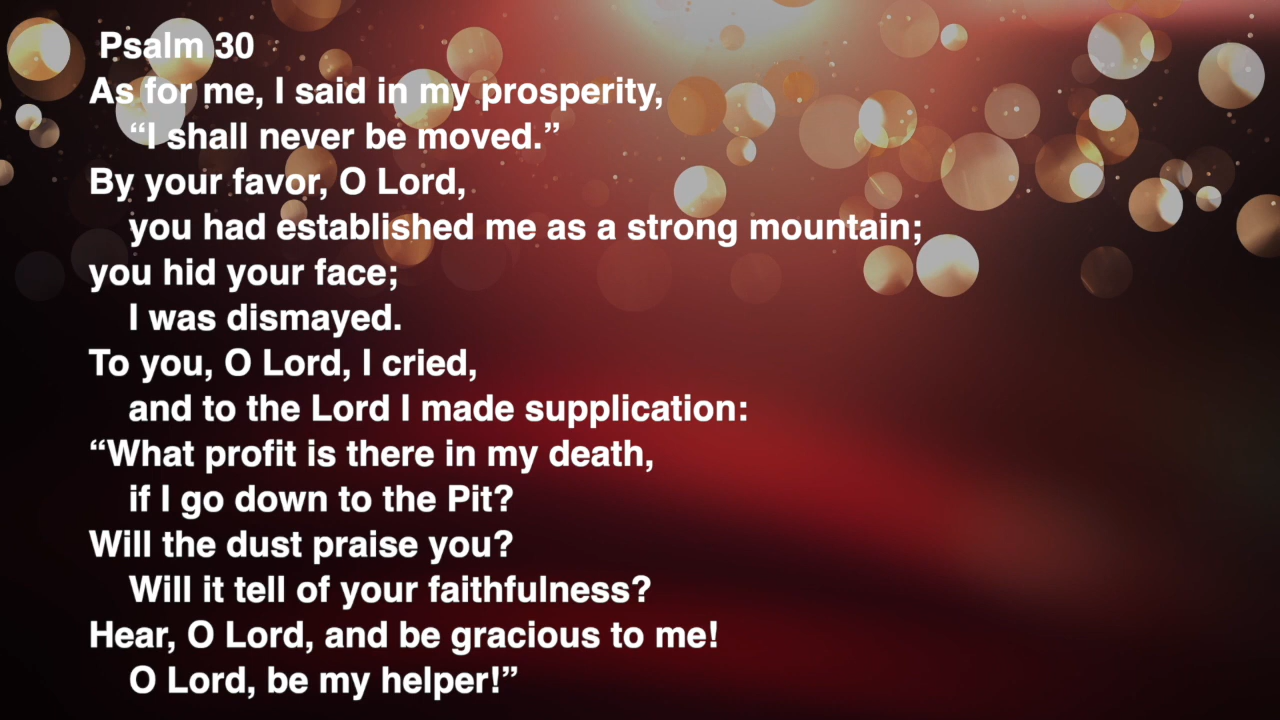 Psalm 30
As for me, I said in my prosperity,
“I shall never be moved.”
By your favor, O Lord,
you had established me as a strong mountain;
you hid your face;
I was dismayed.
To you, O Lord, I cried,
and to the Lord I made supplication:
“What profit is there in my death,
if I go down to the Pit?
Will the dust praise you?
Will it tell of your faithfulness?
Hear, O Lord, and be gracious to me!
O Lord, be my helper!”